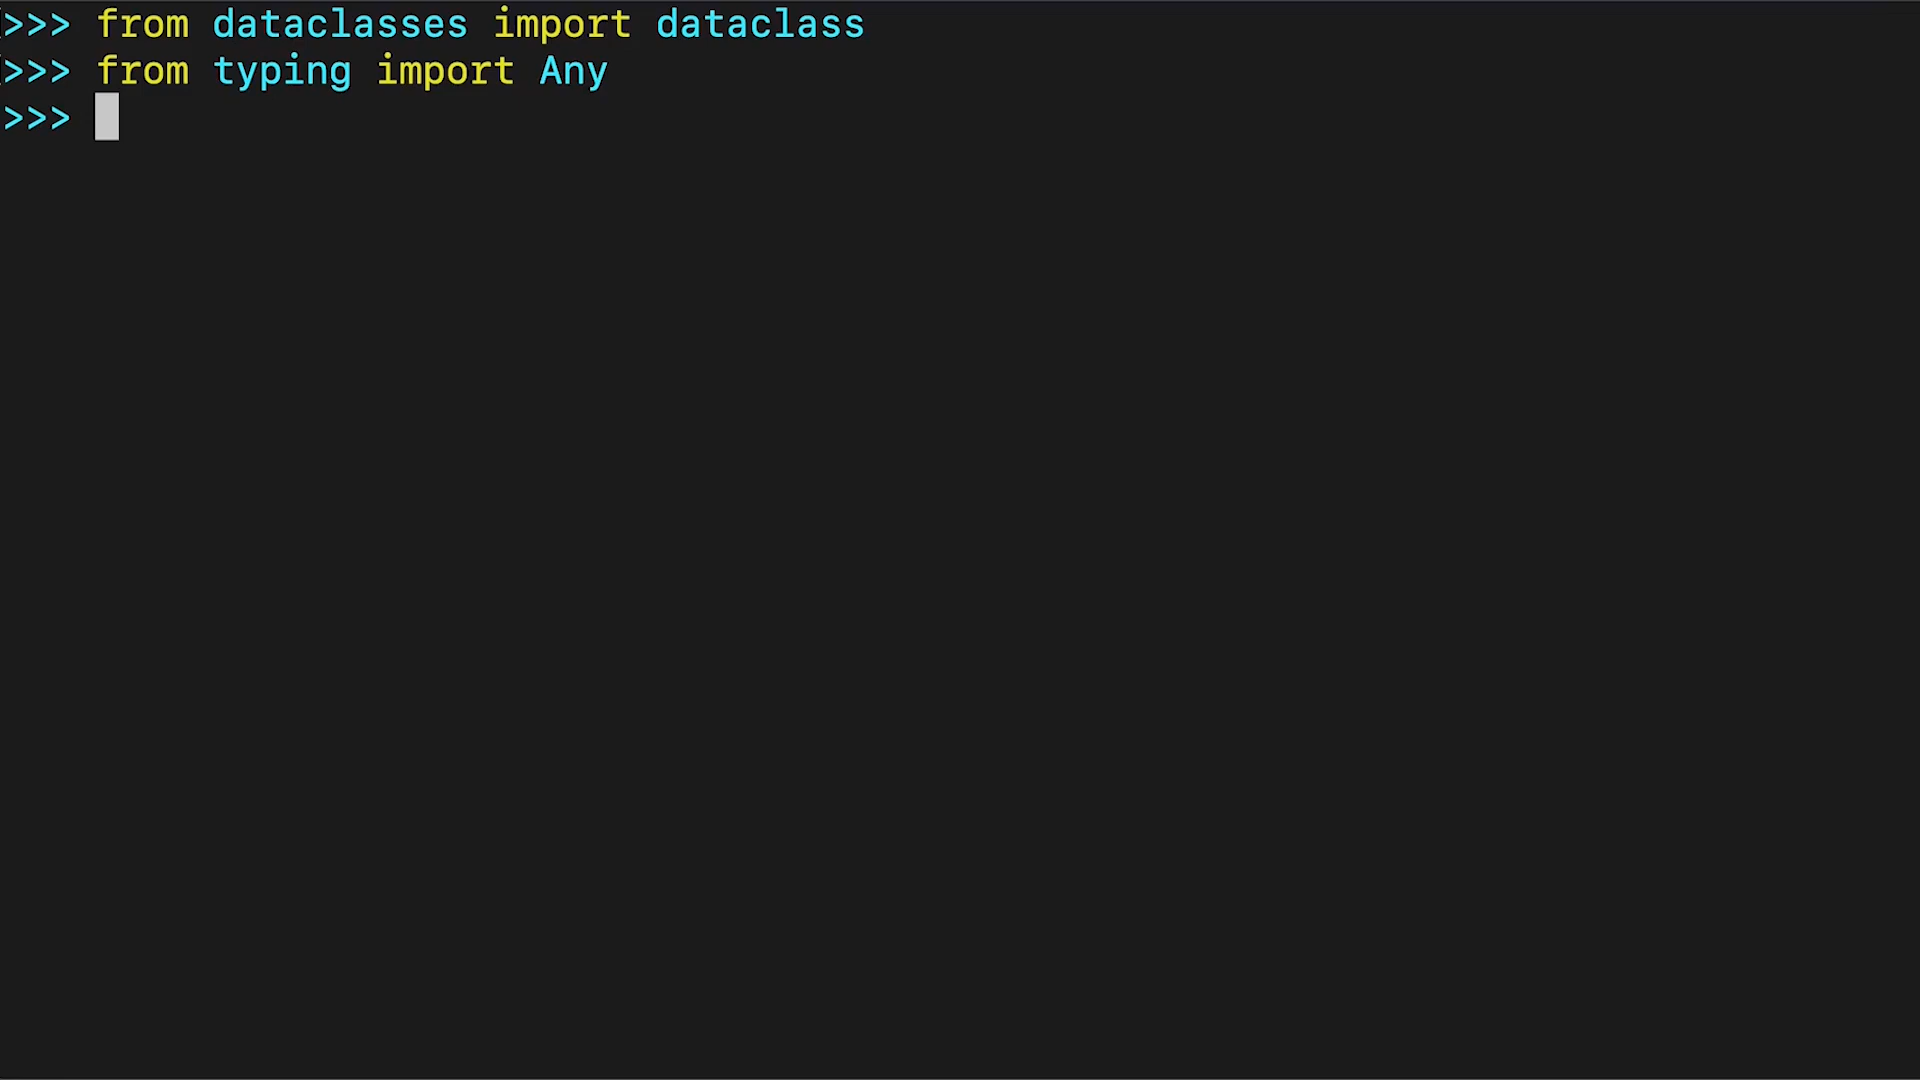 >>> from dataclasses import dataclass
>>> from typing import Any
>>>